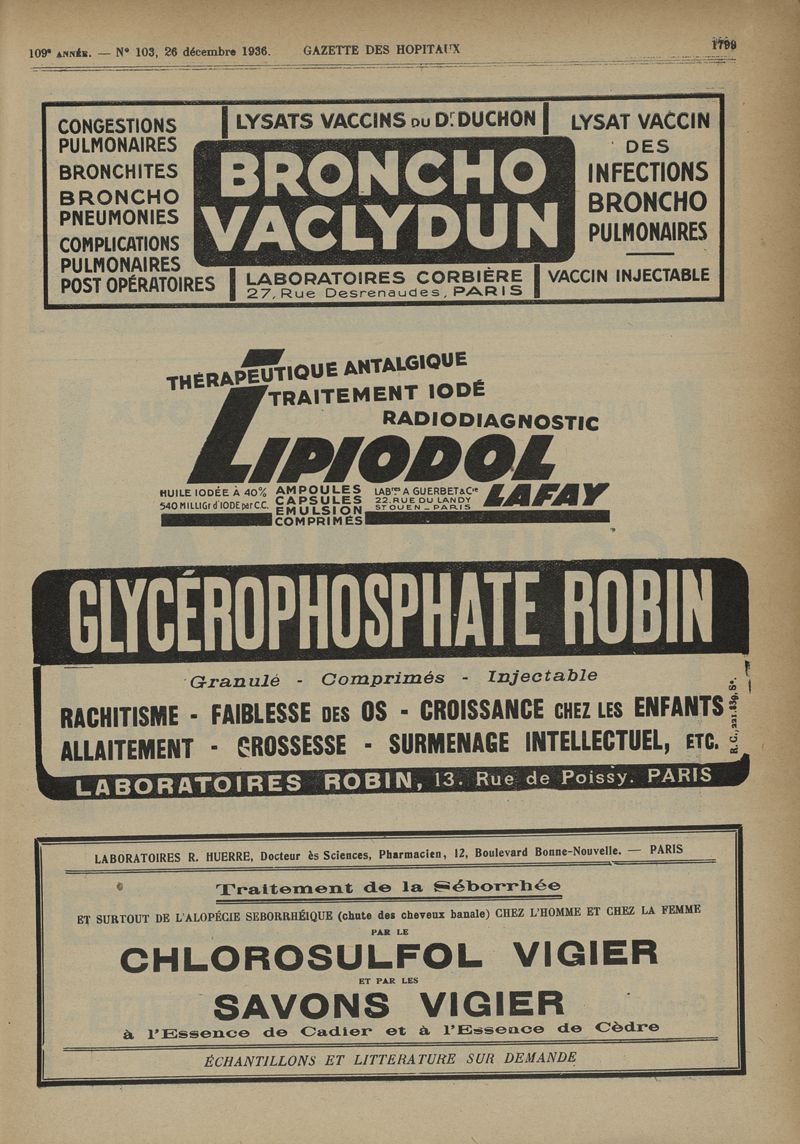 109ᵉ ANNÉE. — Nᵒ 103, 26 décembre 1936. GAZETTE DES HOPITAUX 1799
CONGESTIONS
PULMONAIRES
BRONCHITES
BRONCHO
PNEUMONIES
COMPLICATIONS
PULMONAIRES
POST OPÉRATOIRES
LYSATS VACCINS DU Dʳ DUCHON
BRONCHO
VACLYDUN
LABORATOIRES CORBIÈRE
27, Rue Desrenaudes, PARIS
LYSAT VACCIN
DES
INFECTIONS
BRONCHO
PULMONAIRES
VACCIN INJECTABLE
THÉRAPEUTIQUE ANTALGIQUE
TRAITEMENT IODÉ
RADIODIAGNOSTIC
LIPIODOL
LAFAY
HUILE IODÉE À 40%
540 MILLIGr d'IODE par C.C.
AMPOULES
CAPSULES
EMULSION
COMPRIMÉS
LABʳᵉˢ A GUERBET & Cⁱᵉ
22. RUE DU LANDY
Sᵗ OUEN _ PARIS
GLYCÉROPHOSPHATE ROBIN
Granulé - Comprimés - Injectable
RACHITISME - FAIBLESSE DES OS - CROISSANCE CHEZ LES ENFANTS
ALLAITEMENT - GROSSESSE - SURMENAGE INTELLECTUEL, ETC.
R. C., 221.839, Sᵉ.
LABORATOIRES ROBIN, 13. Rue de Poissy. PARIS
LABORATOIRES R. HUERRE, Docteur ès Sciences, Pharmacien, 12, Boulevard Bonne-Nouvelle. — PARIS
Traitement de la Séborrhée
ET SURTOUT DE L'ALOPÉCIE SEBORRHÉIQUE (chute des cheveux banale) CHEZ L'HOMME ET CHEZ LA FEMME
PAR LE
CHLOROSULFOL VIGIER
ET PAR LES
SAVONS VIGIER
à l'Essence de Cadier et à l'Essence de Cèdre
ÉCHANTILLONS ET LITTERATURE SUR DEMANDE